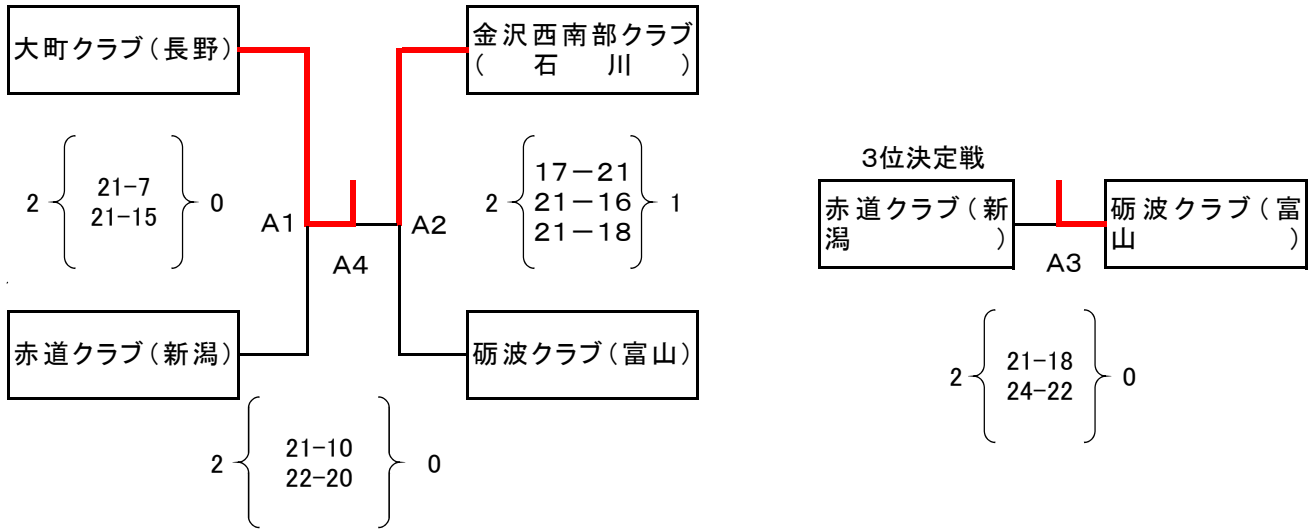 大町クラブ(長野)
金沢西南部クラブ
(石川)
2
21-7
21-15
0
A1
A4
A2
2
17-21
21-16
21-18
1
赤道クラブ(新潟)
砺波クラブ(富山)
2
21-10
22-20
0
3位決定戦
赤道クラブ(新
潟)
砺波クラブ(富
山)
A3
2
21-18
24-22
0